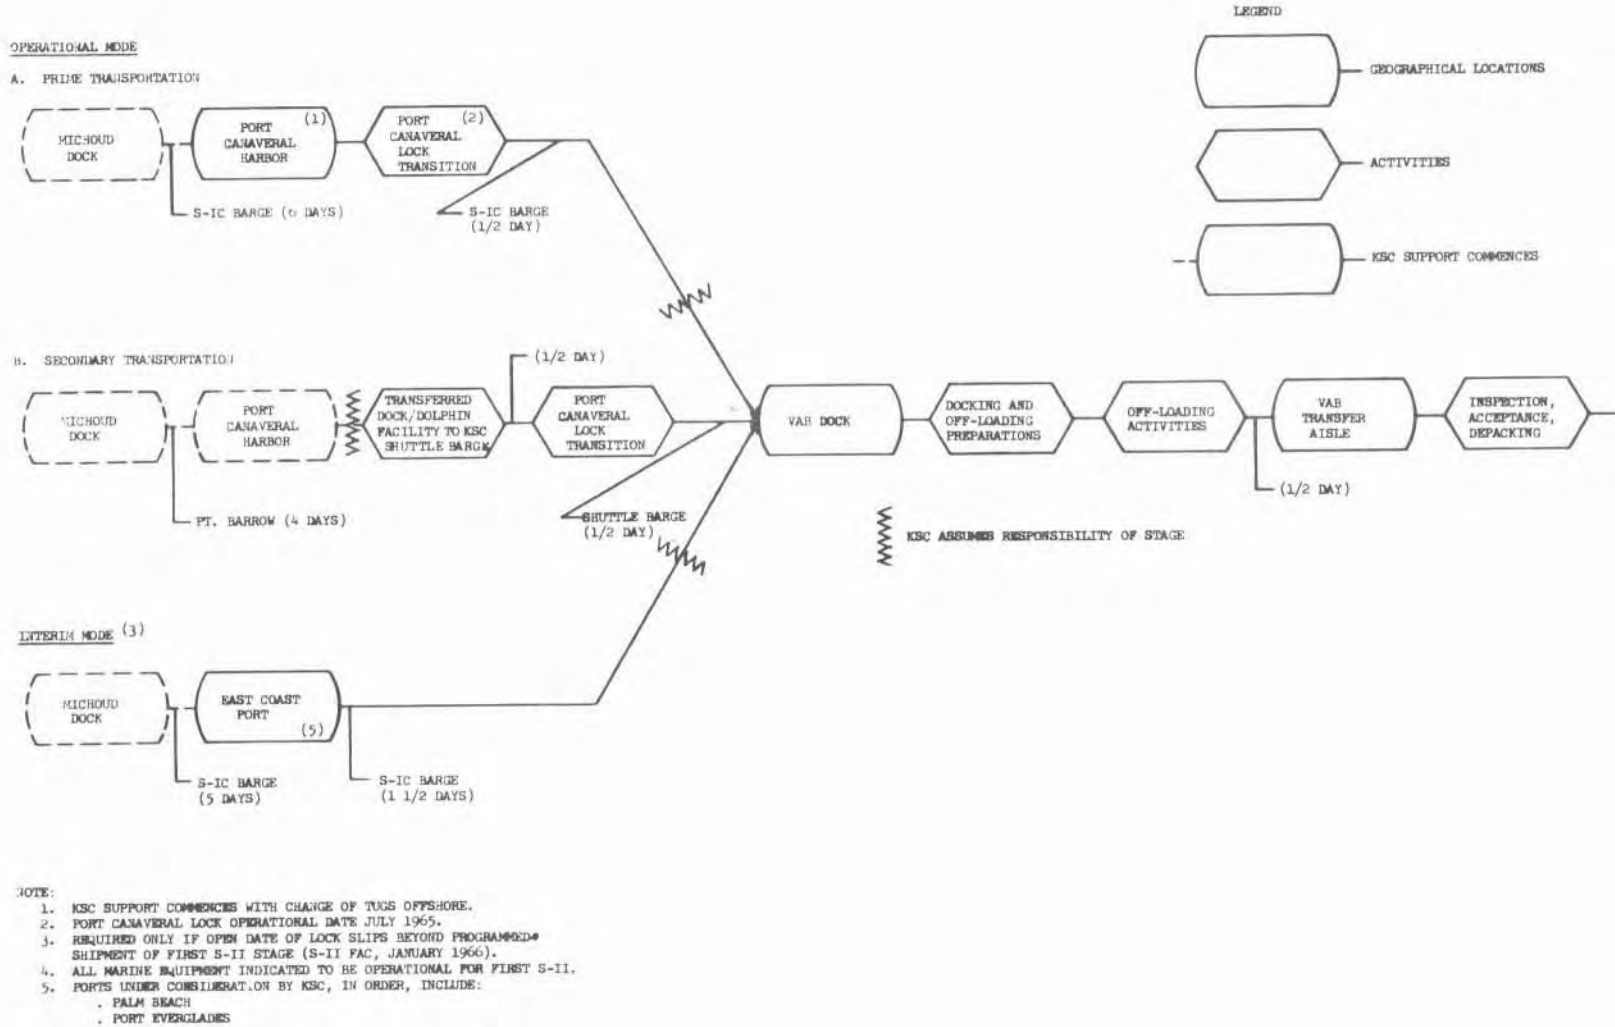 LEGEND
OPERATIONAL MODE
A. PRIME TRANSPORTATION
MICHOUD
DOCK
PORT (1)
CANAVERAL
HARBOR
PORT (2)
CANAVERAL
LOCK
TRANSITION
S-IC BARGE (6 DAYS)
S-IC BARGE
(1/2 DAY)
GEOGRAPHICAL LOCATIONS
ACTIVITIES
KSC SUPPORT COMMENCES
B. SECONDARY TRANSPORTATION
MICHOUD
DOCK
PORT
CANAVERAL
HARBOR
TRANSFERRED
DOCK/DOLPHIN
FACILITY TO KSC
SHUTTLE BARGE
(1/2 DAY)
PORT
CANAVERAL
LOCK
TRANSITION
PT. BARROW (4 DAYS)
SHUTTLE BARGE
(1/2 DAY)
VAB DOCK
DOCKING AND
OFF-LOADING
PREPARATIONS
OFF-LOADING
ACTIVITIES
VAB
TRANSFER
AISLE
INSPECTION,
ACCEPTANCE,
DEPACKING
(1/2 DAY)
KSC ASSUMES RESPONSIBILITY OF STAGE
INTERIM MODE (3)
MICHOUD
DOCK
EAST COAST
PORT
(5)
S-IC BARGE
(5 DAYS)
S-IC BARGE
(1 1/2 DAYS)
NOTE:
1. KSC SUPPORT COMMENCES WITH CHANGE OF TUGS OFFSHORE.
2. PORT CANAVERAL LOCK OPERATIONAL DATE JULY 1965.
3. REQUIRED ONLY IF OPEN DATE OF LOCK SLIPS BEYOND PROGRAMMED
SHIPMENT OF FIRST S-II STAGE (S-II FAC, JANUARY 1966).
4. ALL MARINE EQUIPMENT INDICATED TO BE OPERATIONAL FOR FIRST S-II.
5. PORTS UNDER CONSIDERATION BY KSC, IN ORDER, INCLUDE:
. PALM BEACH
. PORT EVERGLADES